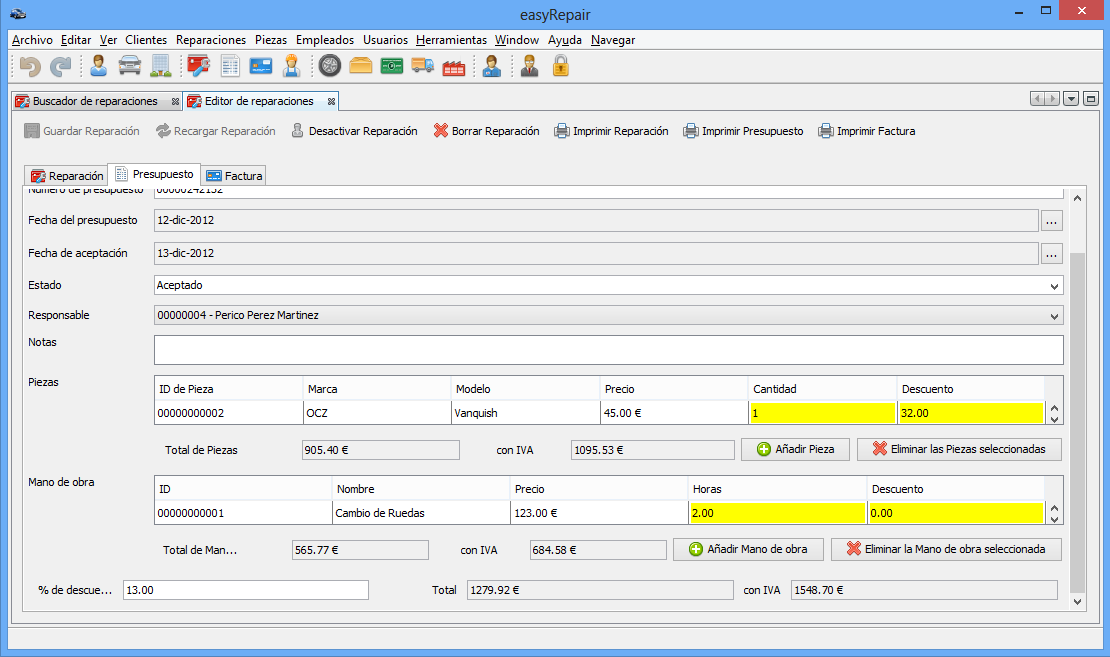 easyRepair
Archivo Editar Ver Clientes Reparaciones Piezas Empleados Usuarios Herramientas Window Ayuda Navegar
Buscador de reparaciones Editor de reparaciones
Guardar Reparación Recargar Reparación Desactivar Reparación Borrar Reparación Imprimir Reparación Imprimir Presupuesto Imprimir Factura
Reparación Presupuesto Factura
Número de presupuesto 00000242132
Fecha del presupuesto 12-dic-2012 ...
Fecha de aceptación 13-dic-2012 ...
Estado Aceptado
Responsable 00000004 - Perico Perez Martinez
Notas
Piezas ID de Pieza Marca Modelo Precio Cantidad Descuento
00000000002 OCZ Vanquish 45.00 € 1 32.00
Total de Piezas 905.40 € con IVA 1095.53 € Añadir Pieza Eliminar las Piezas seleccionadas
Mano de obra ID Nombre Precio Horas Descuento
00000000001 Cambio de Ruedas 123.00 € 2.00 0.00
Total de Man... 565.77 € con IVA 684.58 € Añadir Mano de obra Eliminar la Mano de obra seleccionada
% de descue... 13.00 Total 1279.92 € con IVA 1548.70 €